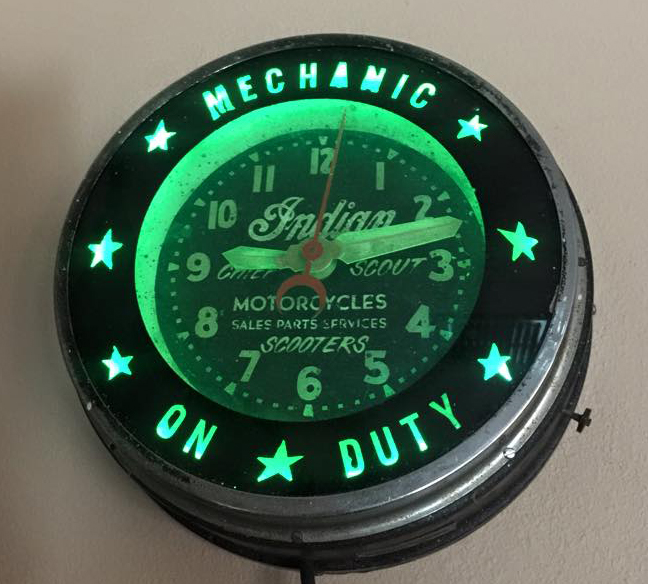 MECHANIC
12
11 1
10 2
Indian
9 3
CHIEF SCOUT
MOTORCYCLES
8 4
SALES PARTS SERVICES
SCOOTERS
7 5
6
ON DUTY